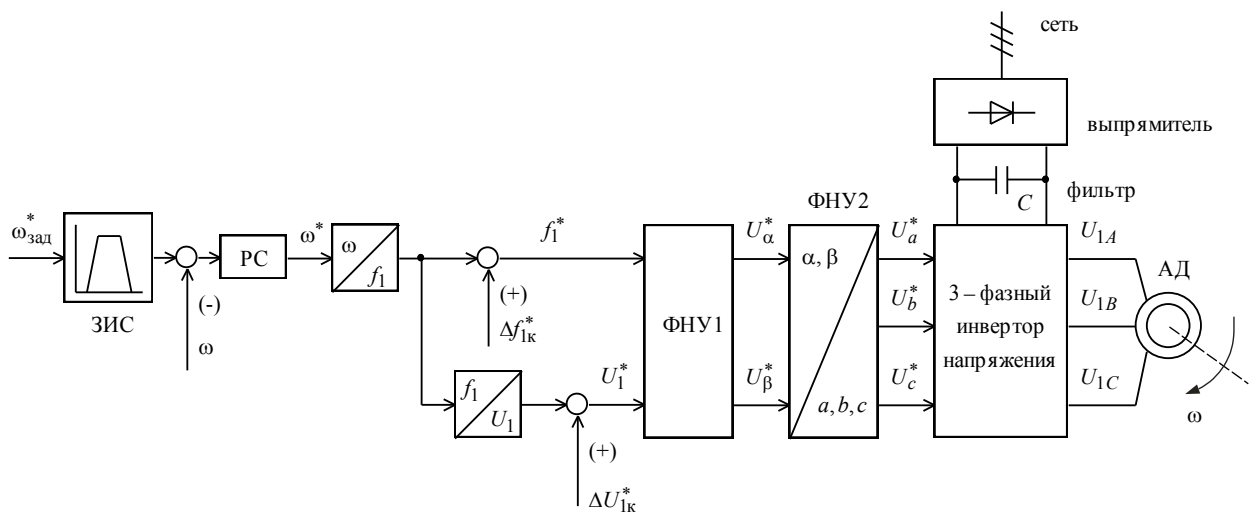 сеть
выпрямитель
C
фильтр
ω*зад
ЗИС
(-)
ω
РС
ω*
ω
f1
(+)
Δf*1к
f*1
f1
U1
U*1
(+)
ΔU*1к
ФНУ1
U*α
U*β
ФНУ2
α, β
a, b, c
U*a
U*b
U*c
3 – фазный
инвертор
напряжения
U1A
U1B
U1C
АД
ω